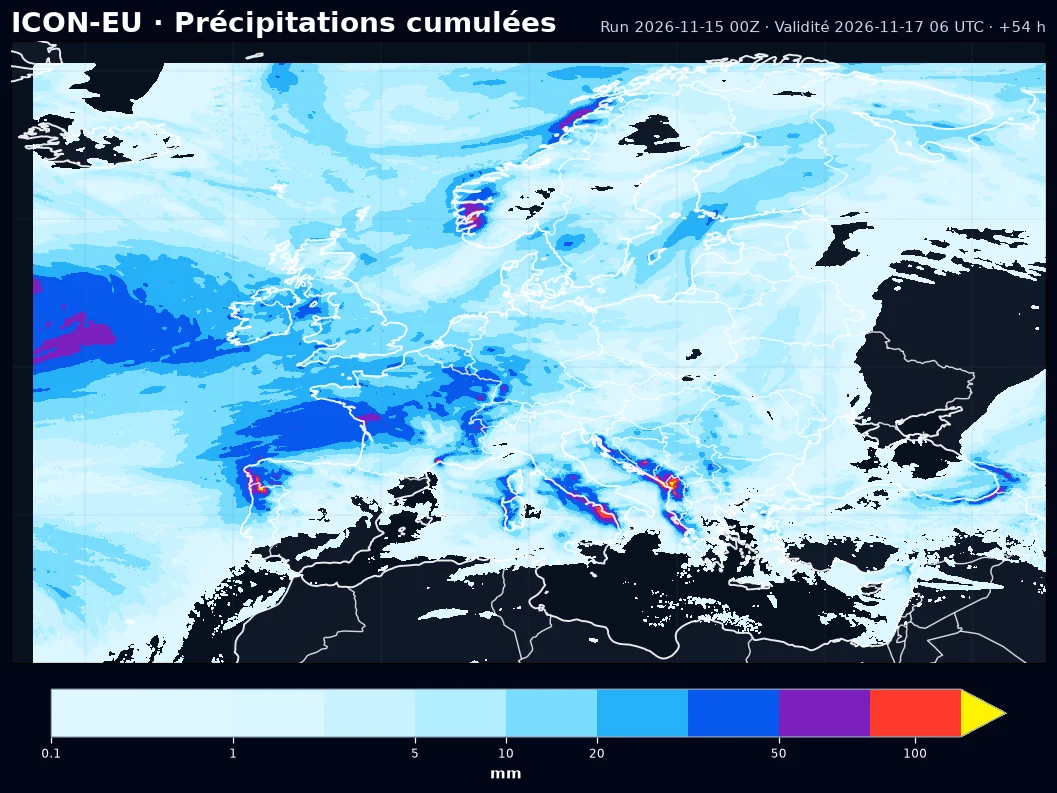 ICON-EU · Précipitations cumulées
Run 2026-11-15 00Z · Validité 2026-11-17 06 UTC · +54 h
0.1 1 5 10 20 50 100
mm